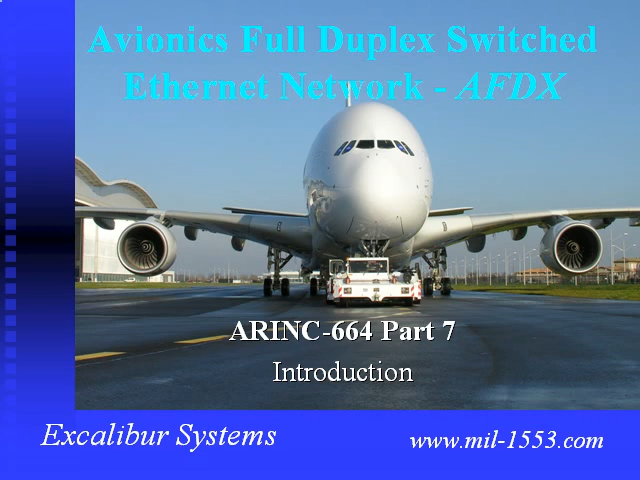 Avionics Full Duplex Switched
Ethernet Network - AFDX
ARINC-664 Part 7
Introduction
Excalibur Systems
www.mil-1553.com